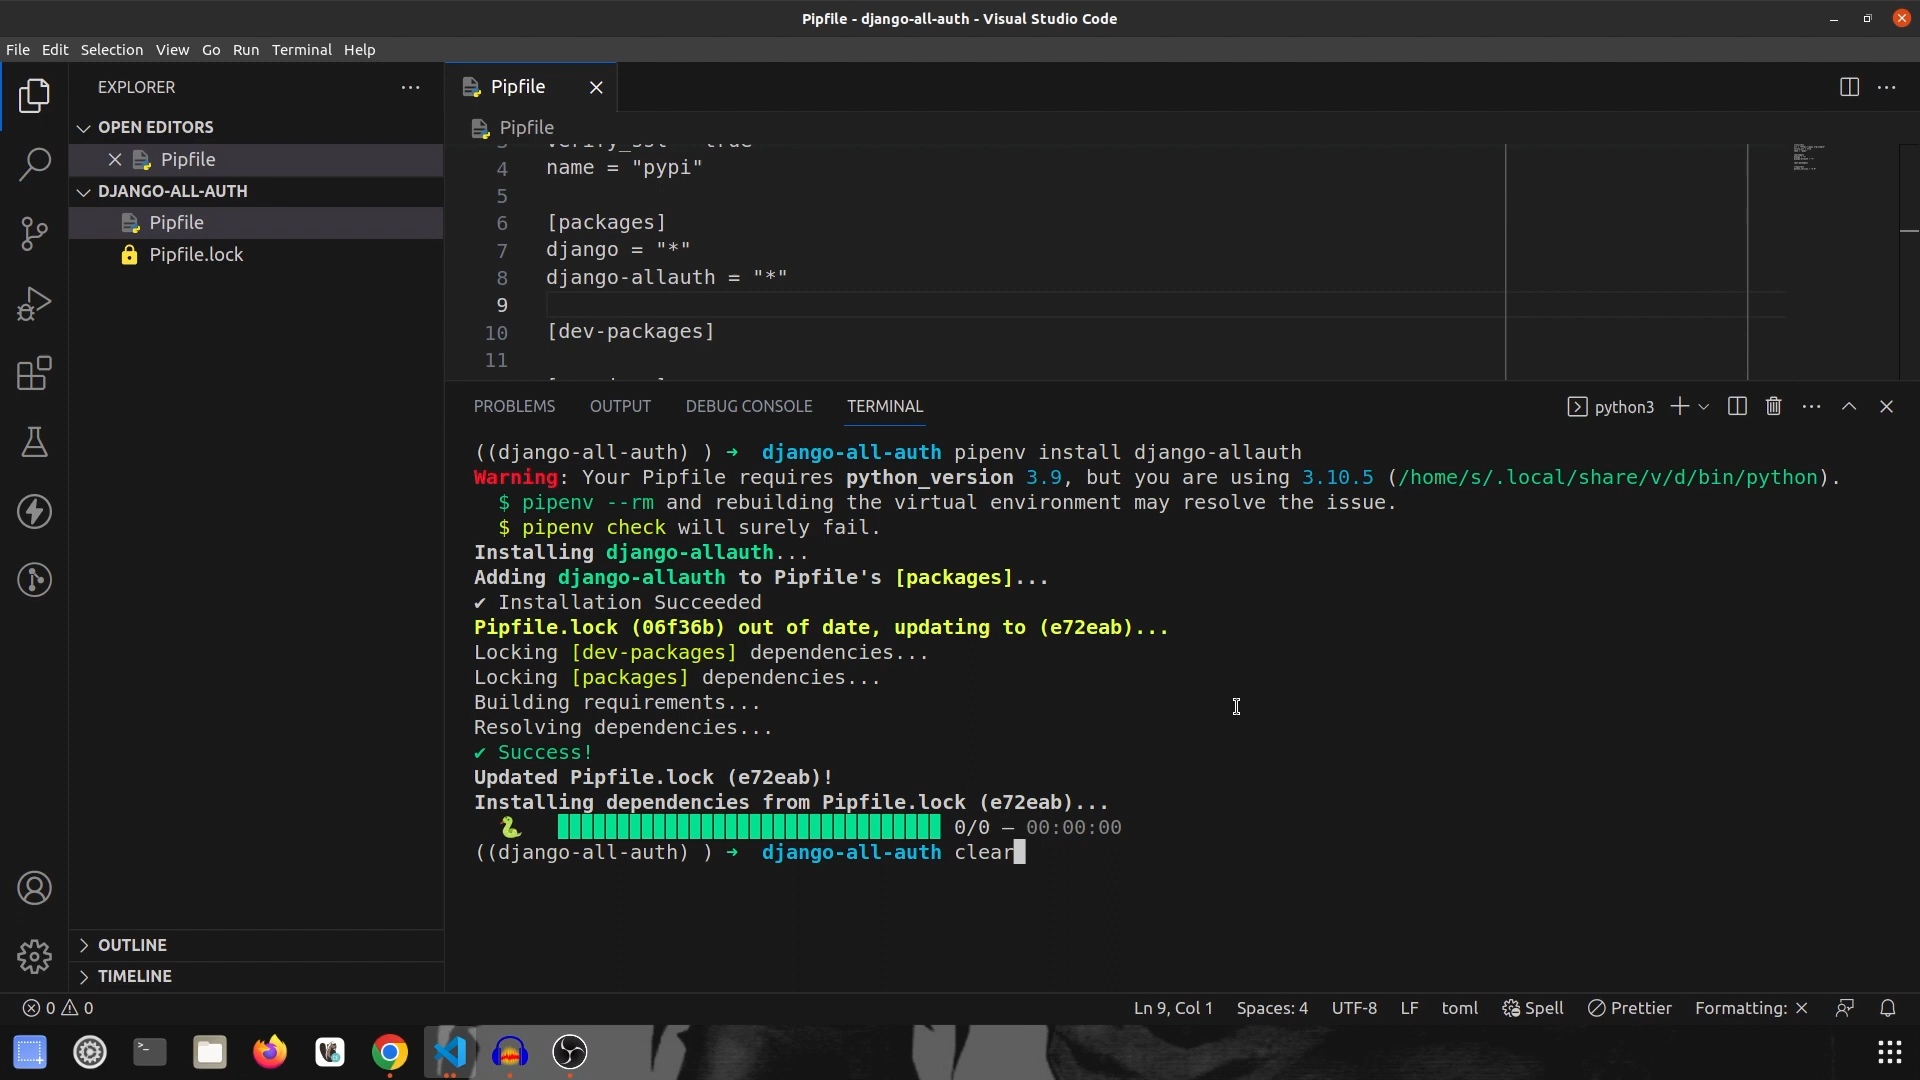 Pipfile - django-all-auth - Visual Studio Code
File Edit Selection View Go Run Terminal Help
EXPLORER
OPEN EDITORS
Pipfile
DJANGO-ALL-AUTH
Pipfile
Pipfile.lock
OUTLINE
TIMELINE
Pipfile
Pipfile
4 name = "pypi"
5
6 [packages]
7 django = "*"
8 django-allauth = "*"
9
10 [dev-packages]
11
PROBLEMS OUTPUT DEBUG CONSOLE TERMINAL
python3
((django-all-auth) ) ➜ django-all-auth pipenv install django-allauth
Warning: Your Pipfile requires python_version 3.9, but you are using 3.10.5 (/home/s/.local/share/v/d/bin/python).
$ pipenv --rm and rebuilding the virtual environment may resolve the issue.
$ pipenv check will surely fail.
Installing django-allauth...
Adding django-allauth to Pipfile's [packages]...
✔ Installation Succeeded
Pipfile.lock (06f36b) out of date, updating to (e72eab)...
Locking [dev-packages] dependencies...
Locking [packages] dependencies...
Building requirements...
Resolving dependencies...
✔ Success!
Updated Pipfile.lock (e72eab)!
Installing dependencies from Pipfile.lock (e72eab)...
0/0 — 00:00:00
((django-all-auth) ) ➜ django-all-auth clear
0 0
Ln 9, Col 1 Spaces: 4 UTF-8 LF toml Spell Prettier Formatting: ×